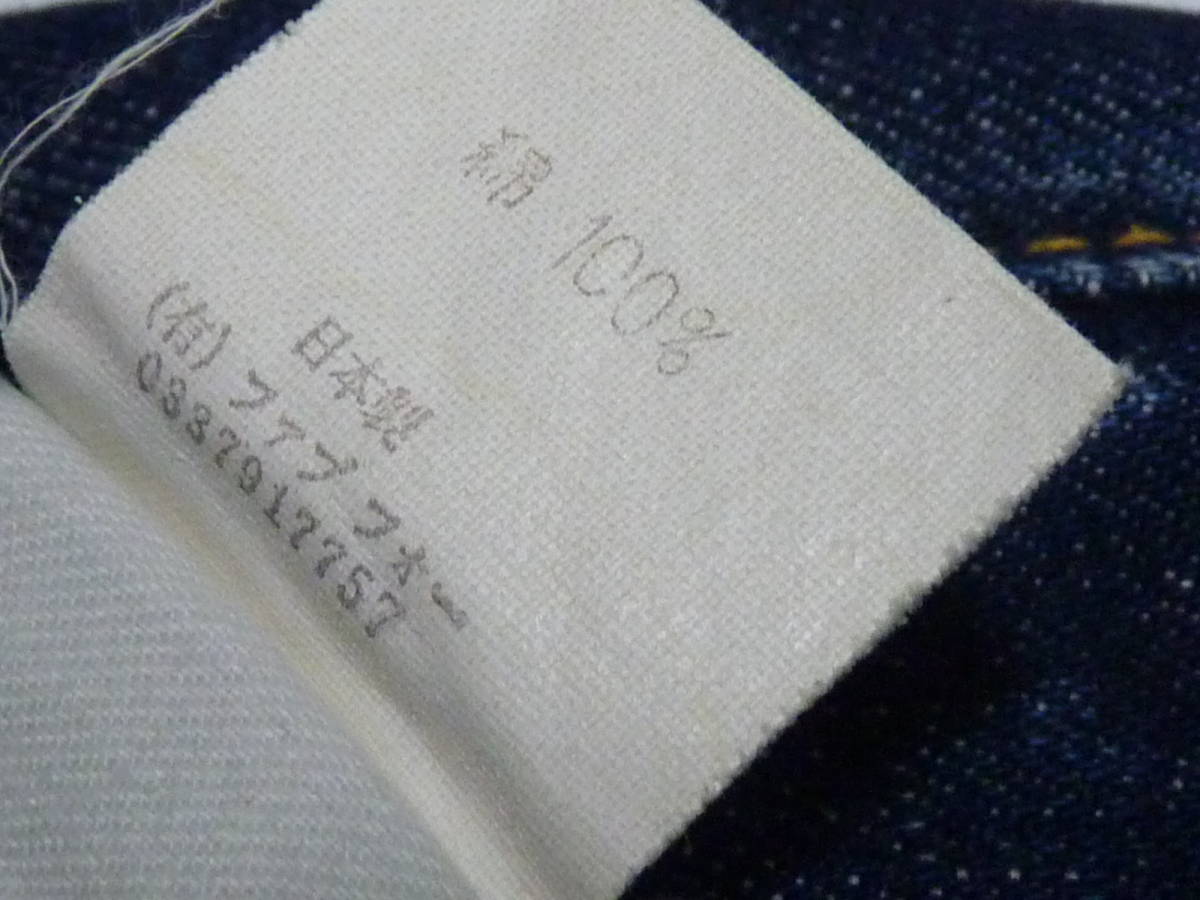 綿 100%
日本製
(有) ファブ フォー
0337917757